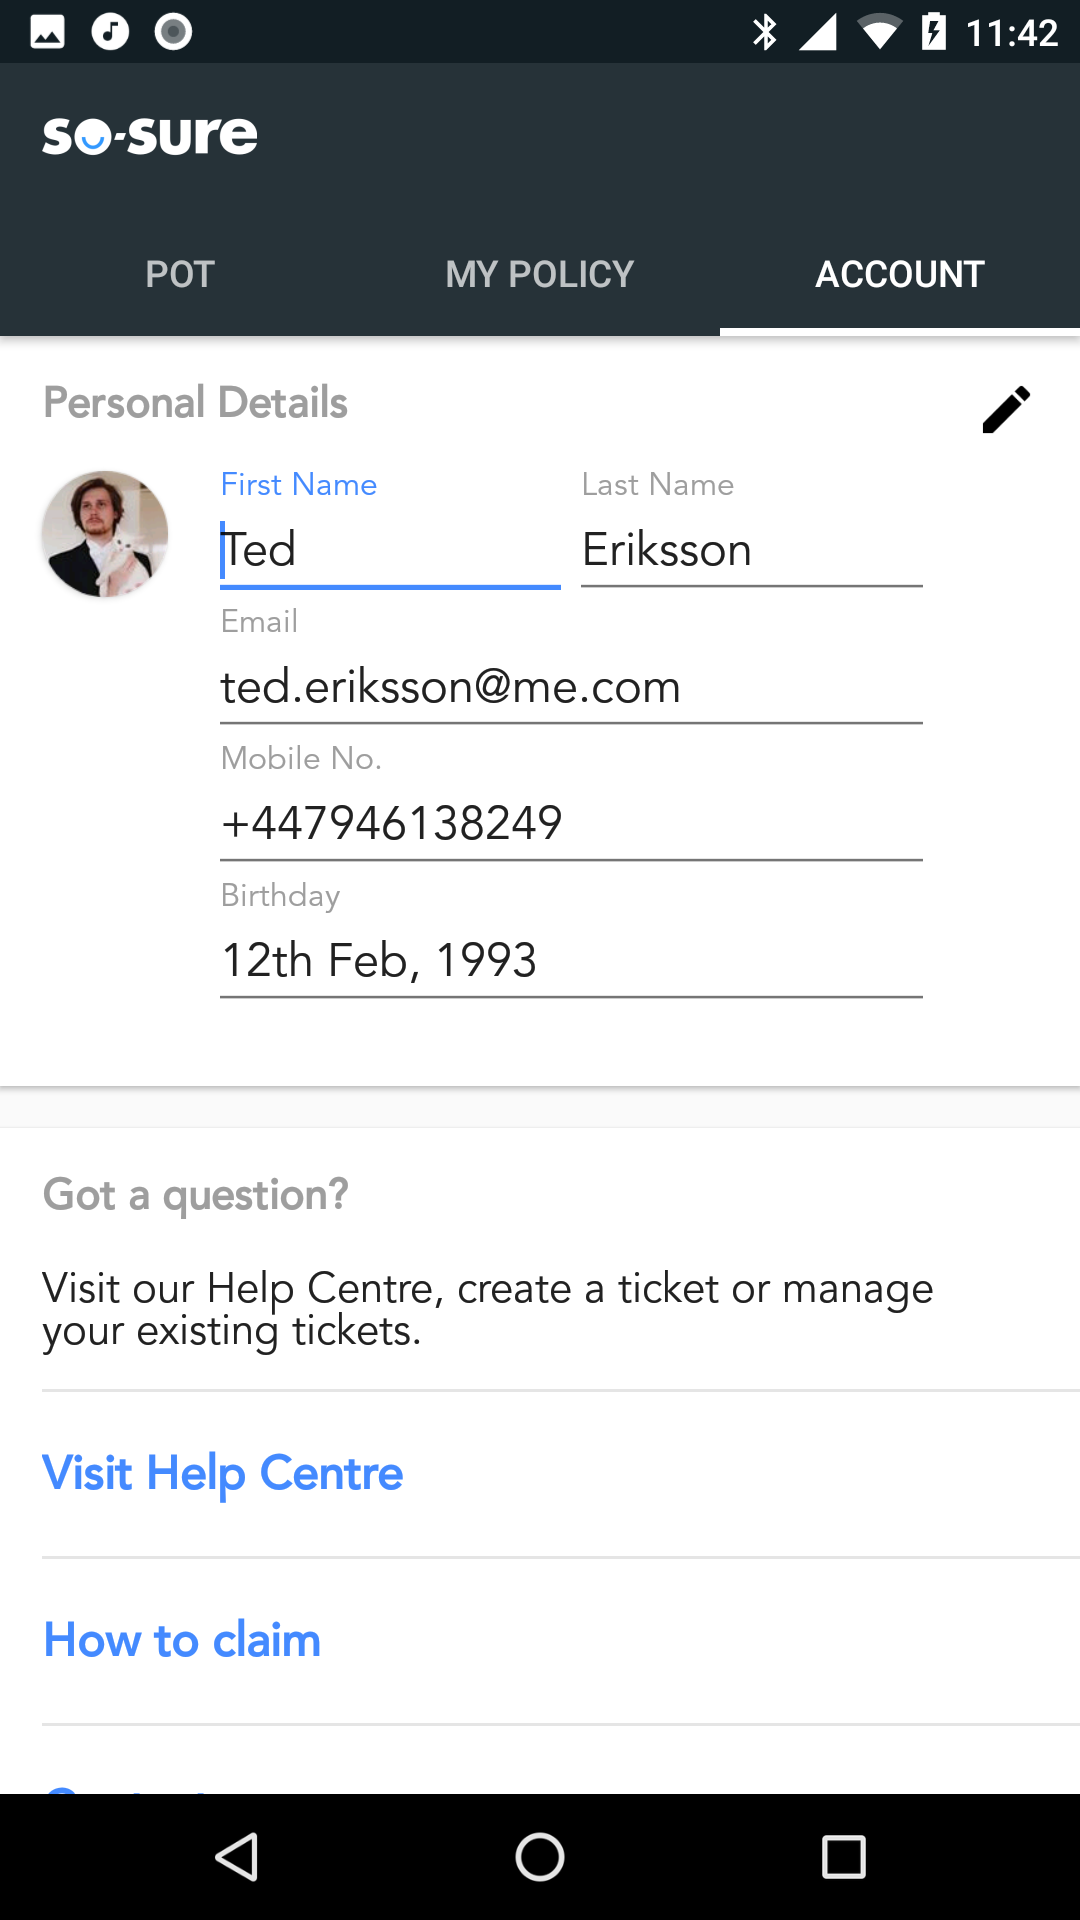 11:42
so-sure
POT MY POLICY ACCOUNT
Personal Details
First Name Last Name
Ted Eriksson
Email
ted.eriksson@me.com
Mobile No.
+447946138249
Birthday
12th Feb, 1993
Got a question?
Visit our Help Centre, create a ticket or manage
your existing tickets.
Visit Help Centre
How to claim